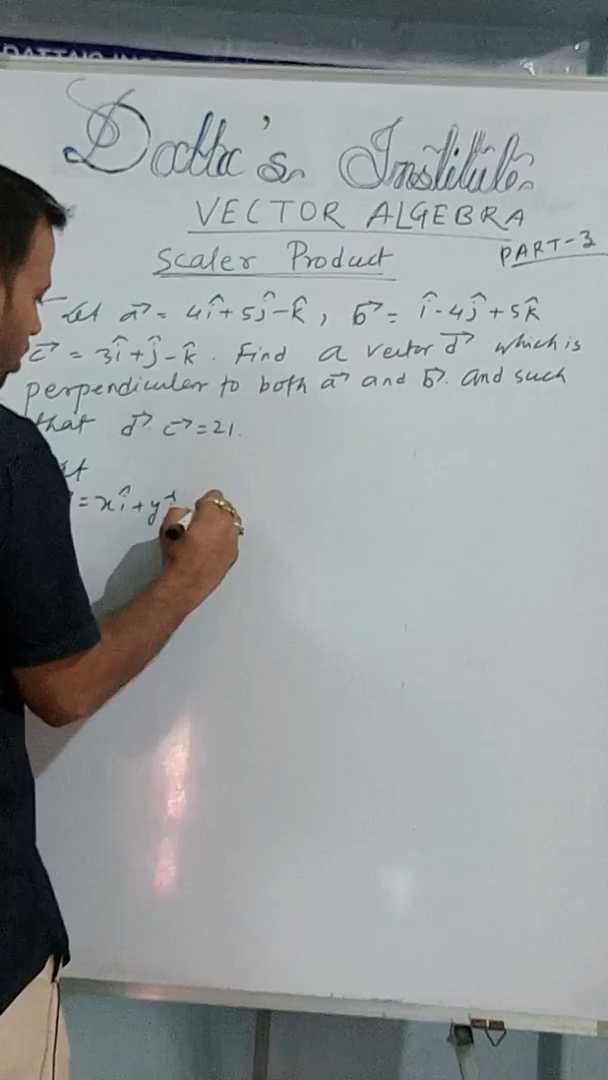 Datta's Institute
VECTOR ALGEBRA
PART-3
Scaler Product
Let a⃗ = 4î+5ĵ-k̂, b⃗ = î-4ĵ+5k̂
c⃗ = 3î+ĵ-k̂. Find a vector d⃗ which is
perpendicular to both a⃗ and b⃗. and such
that d⃗. c⃗ =21.
= xî+y